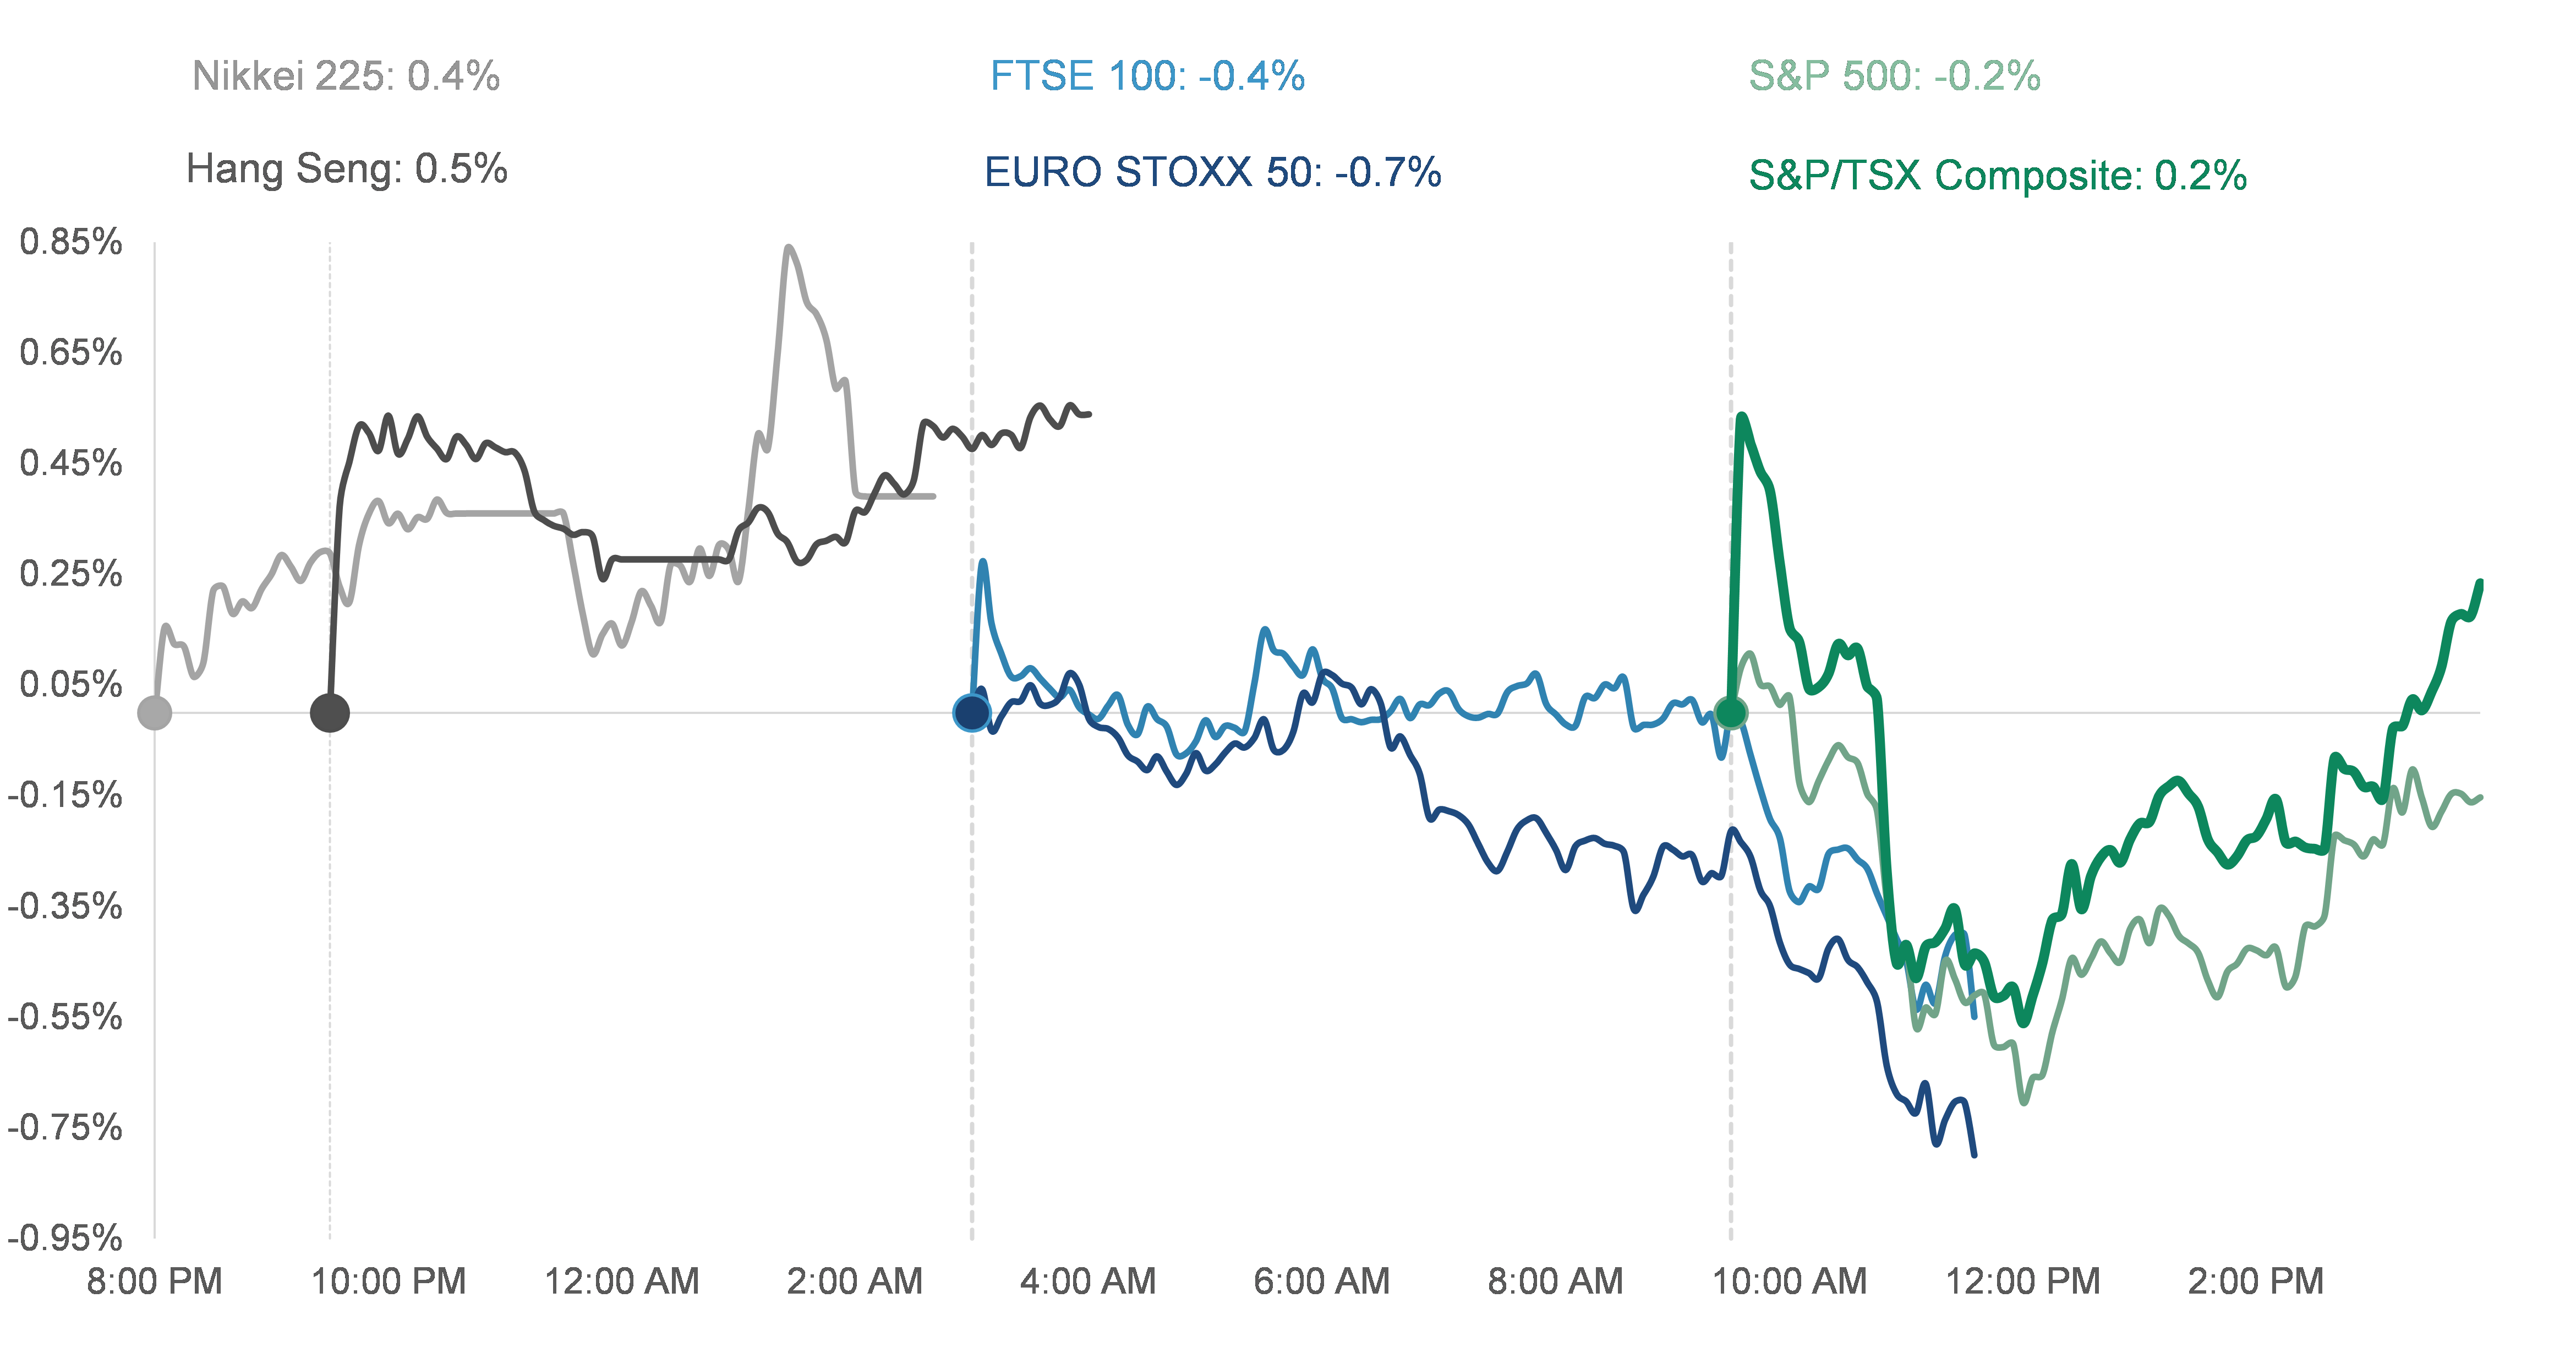 Nikkei 225: 0.4%
FTSE 100: -0.4%
S&P 500: -0.2%
Hang Seng: 0.5%
EURO STOXX 50: -0.7%
S&P/TSX Composite: 0.2%
0.85%
0.65%
0.45%
0.25%
0.05%
-0.15%
-0.35%
-0.55%
-0.75%
-0.95%
8:00 PM
10:00 PM
12:00 AM
2:00 AM
4:00 AM
6:00 AM
8:00 AM
10:00 AM
12:00 PM
2:00 PM